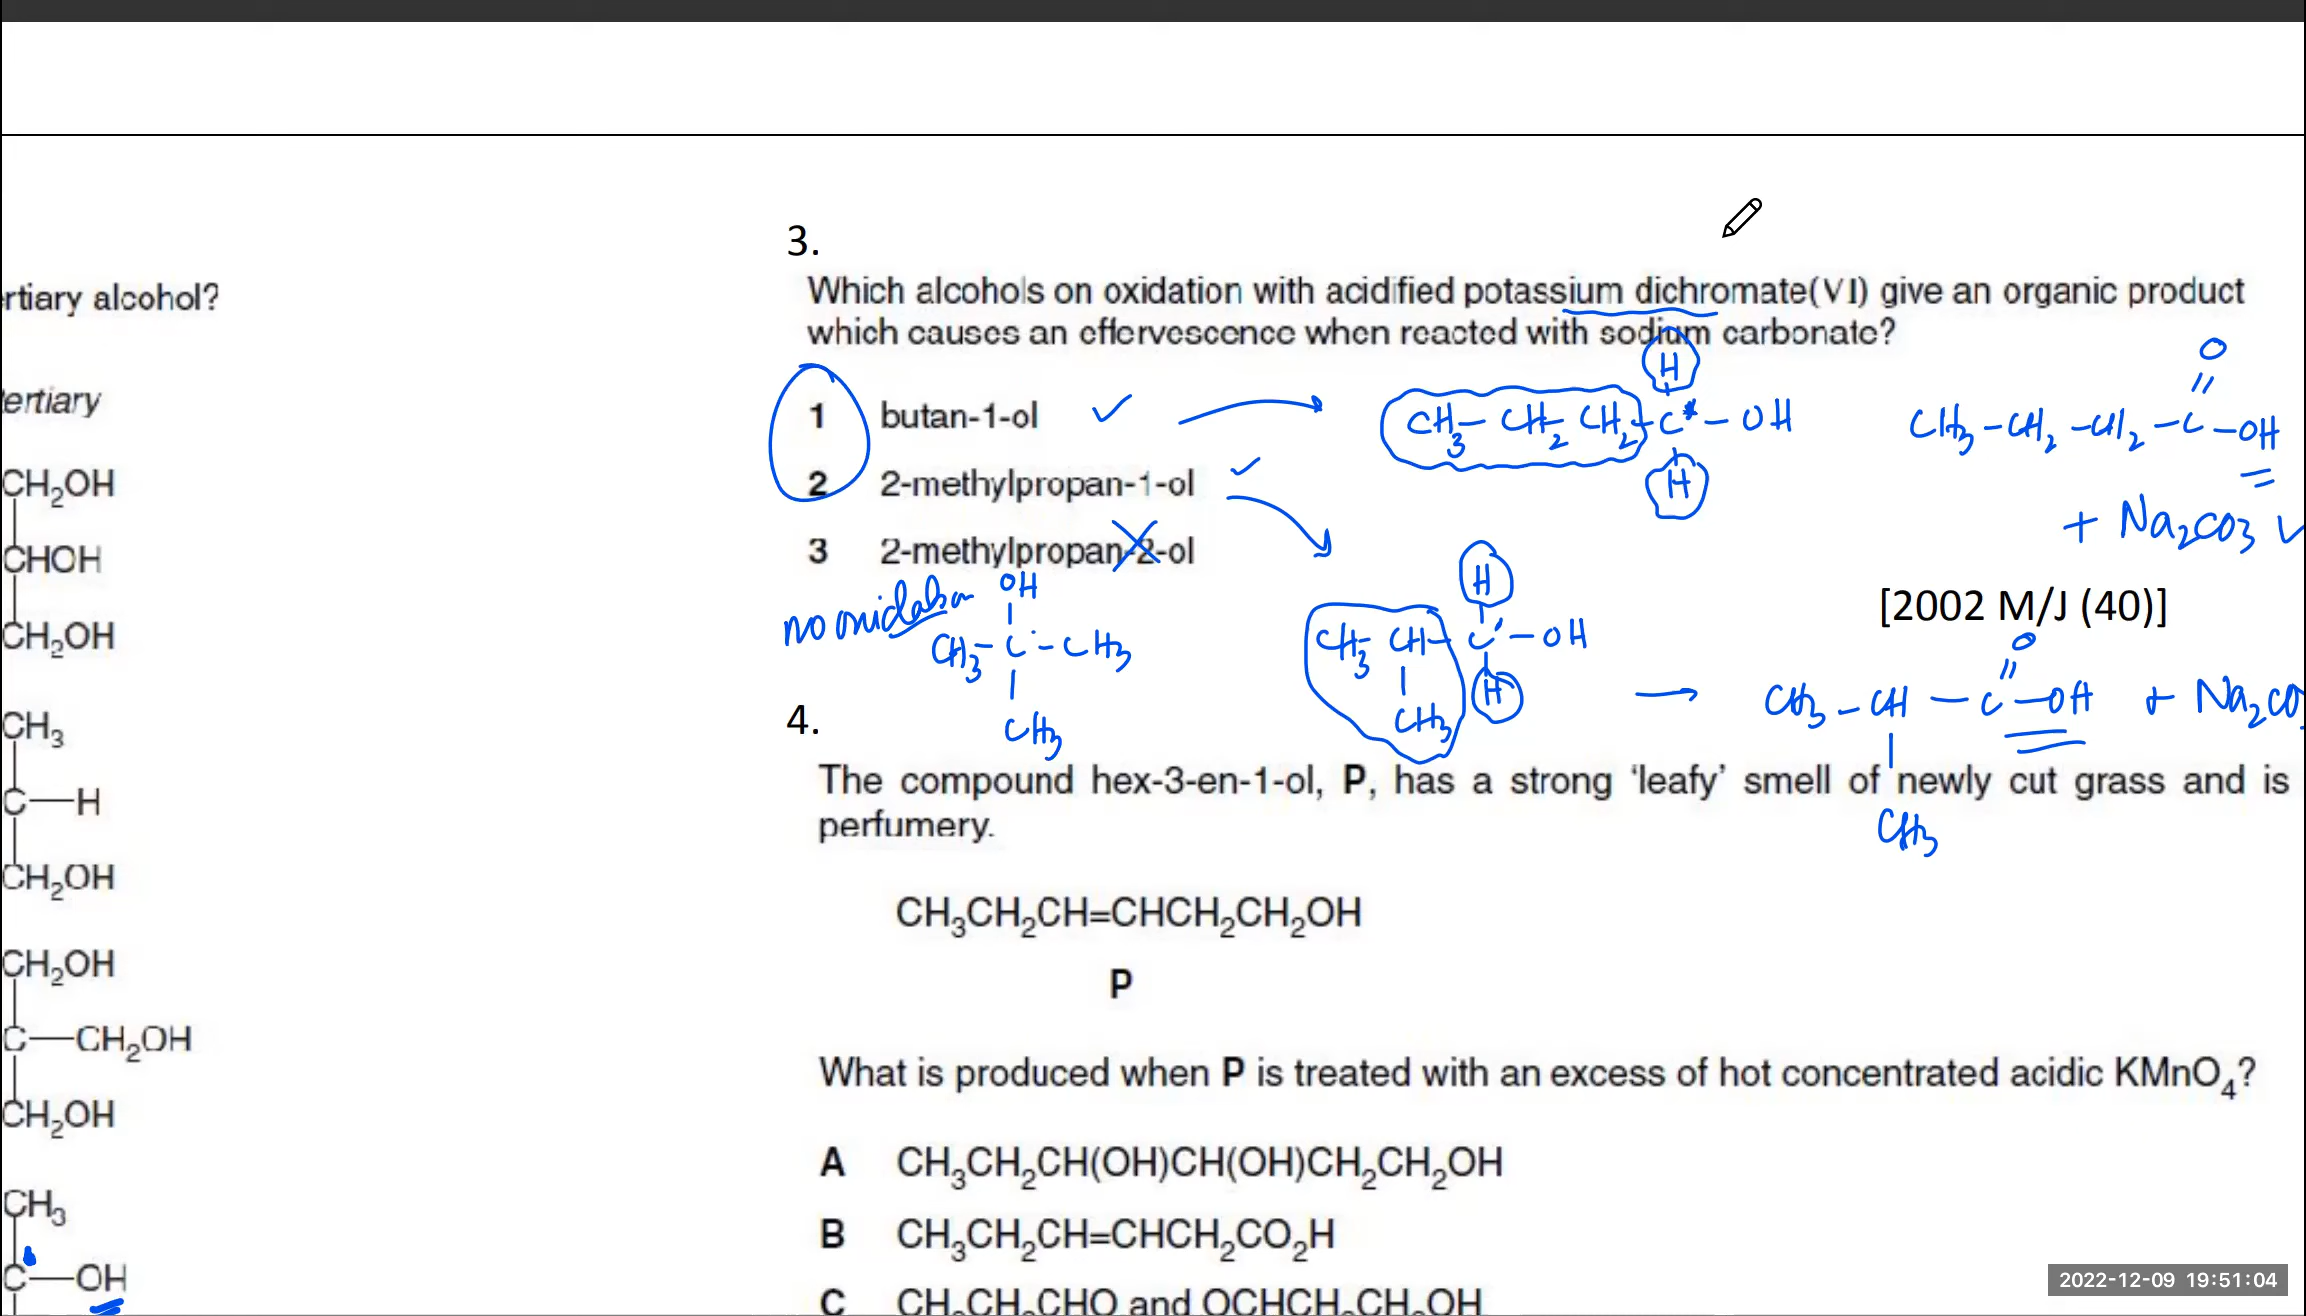 rtiary alcohol?
ertiary
CH₂OH
CHOH
CH₂OH
CH₃
C—H
CH₂OH
CH₂OH
C—CH₂OH
CH₂OH
CH₃
C—OH
3.
Which alcohols on oxidation with acidified potassium dichromate(VI) give an organic product
which causes an effervescence when reacted with sodium carbonate?
1 butan-1-ol ✓
2 2-methylpropan-1-ol ✓
3 2-methylpropan-2-ol
H
CH₃ – CH₂ CH₂ – C* – OH
H
O
CH₃ – CH₂ – CH₂ – C – OH
+ Na₂CO₃ ✓
no oxidation
OH
CH₃ – C – CH₃
CH₃
H
CH₃ CH – C – OH
H
CH₃
[2002 M/J (40)]
O
CH₃ – CH – C – OH + Na₂CO
CH₃
4.
The compound hex-3-en-1-ol, P, has a strong ‘leafy’ smell of newly cut grass and is
perfumery.
CH₃CH₂CH=CHCH₂CH₂OH
P
What is produced when P is treated with an excess of hot concentrated acidic KMnO₄?
A CH₃CH₂CH(OH)CH(OH)CH₂CH₂OH
B CH₃CH₂CH=CHCH₂CO₂H
C CH₃CH₂CHO and OCHCH₂CH₂OH
2022-12-09 19:51:04